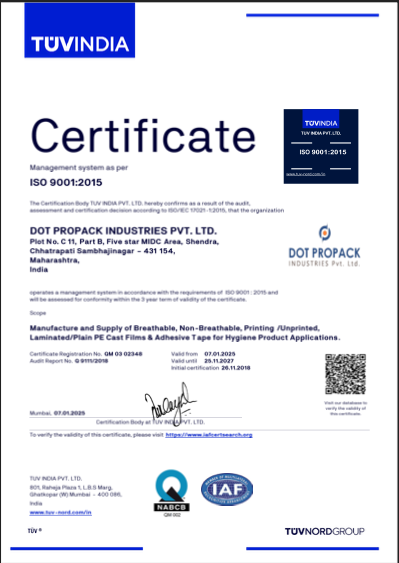 TÜVINDIA
Certificate
Management system as per
ISO 9001:2015
TÜVINDIA
TUV INDIA PVT. LTD.
ISO 9001:2015
www.tuv-nord.com/in
The Certification Body TUV INDIA PVT. LTD. hereby confirms as a result of the audit,
assessment and certification decision according to ISO/IEC 17021-1:2015, that the organization
DOT PROPACK INDUSTRIES PVT. LTD.
Plot No. C 11, Part B, Five star MIDC Area, Shendra,
Chhatrapati Sambhajinagar - 431 154,
Maharashtra,
India
DOT PROPACK
INDUSTRIES Pvt. Ltd.
operates a management system in accordance with the requirements of ISO 9001 : 2015 and
will be assessed for conformity within the 3 year term of validity of the certificate.
Scope
Manufacture and Supply of Breathable, Non-Breathable, Printing /Unprinted,
Laminated/Plain PE Cast Films & Adhesive Tape for Hygiene Product Applications.
Certificate Registration No. QM 03 02348
Audit Report No. Q 9111/2018
Valid from 07.01.2025
Valid until 25.11.2027
Initial certification 26.11.2018
Visit our database to
verify the validity of
this certificate.
Mumbai, 07.01.2025
Certification Body at TUV INDIA PVT. LTD.
To verify the validity of this certificate, please visit https://www.iafcertsearch.org
TUV INDIA PVT. LTD.
801, Raheja Plaza 1, L.B.S Marg,
Ghatkopar (W) Mumbai - 400 086,
India
www.tuv-nord.com/in
NABCB
QM 002
IAF
TÜV ®
TÜVNORDGROUP